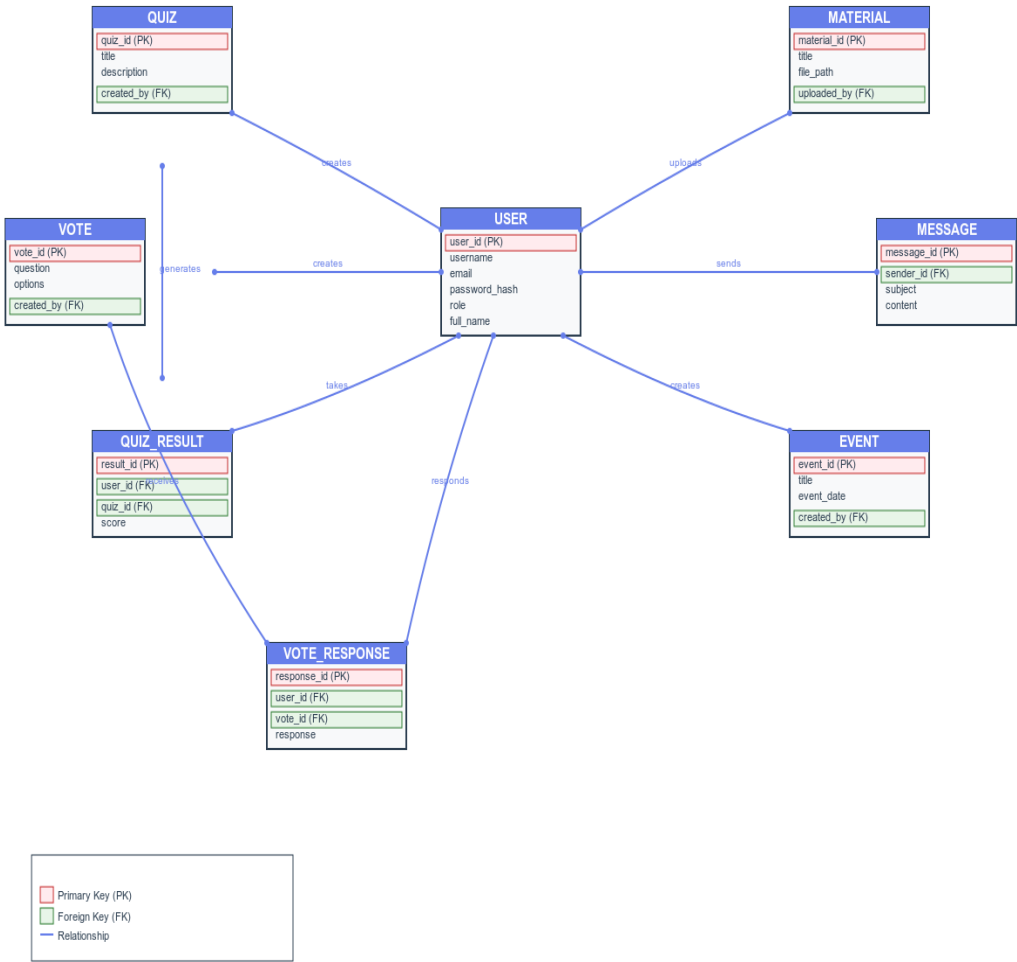 QUIZ
quiz_id (PK)
title
description
created_by (FK)
MATERIAL
material_id (PK)
title
file_path
uploaded_by (FK)
creates
uploads
VOTE
vote_id (PK)
question
options
created_by (FK)
generates
creates
USER
user_id (PK)
username
email
password_hash
role
full_name
sends
MESSAGE
message_id (PK)
sender_id (FK)
subject
content
takes
creates
QUIZ_RESULT
result_id (PK)
user_id (FK)
quiz_id (FK)
score
receives
responds
EVENT
event_id (PK)
title
event_date
created_by (FK)
VOTE_RESPONSE
response_id (PK)
user_id (FK)
vote_id (FK)
response
Primary Key (PK)
Foreign Key (FK)
Relationship